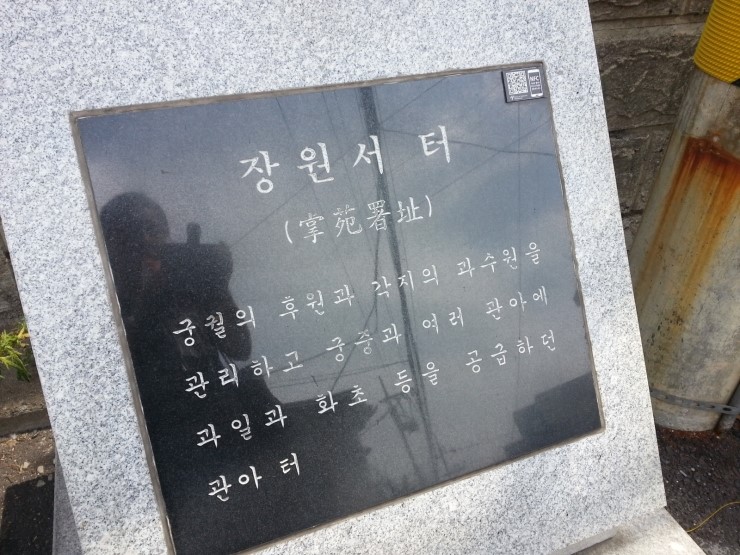 장원서 터
(掌苑署址)
궁궐의 후원과 각지의 과수원을
관리하고 궁중과 여러 관아에
과일과 화초 등을 공급하던
관아 터
NFC